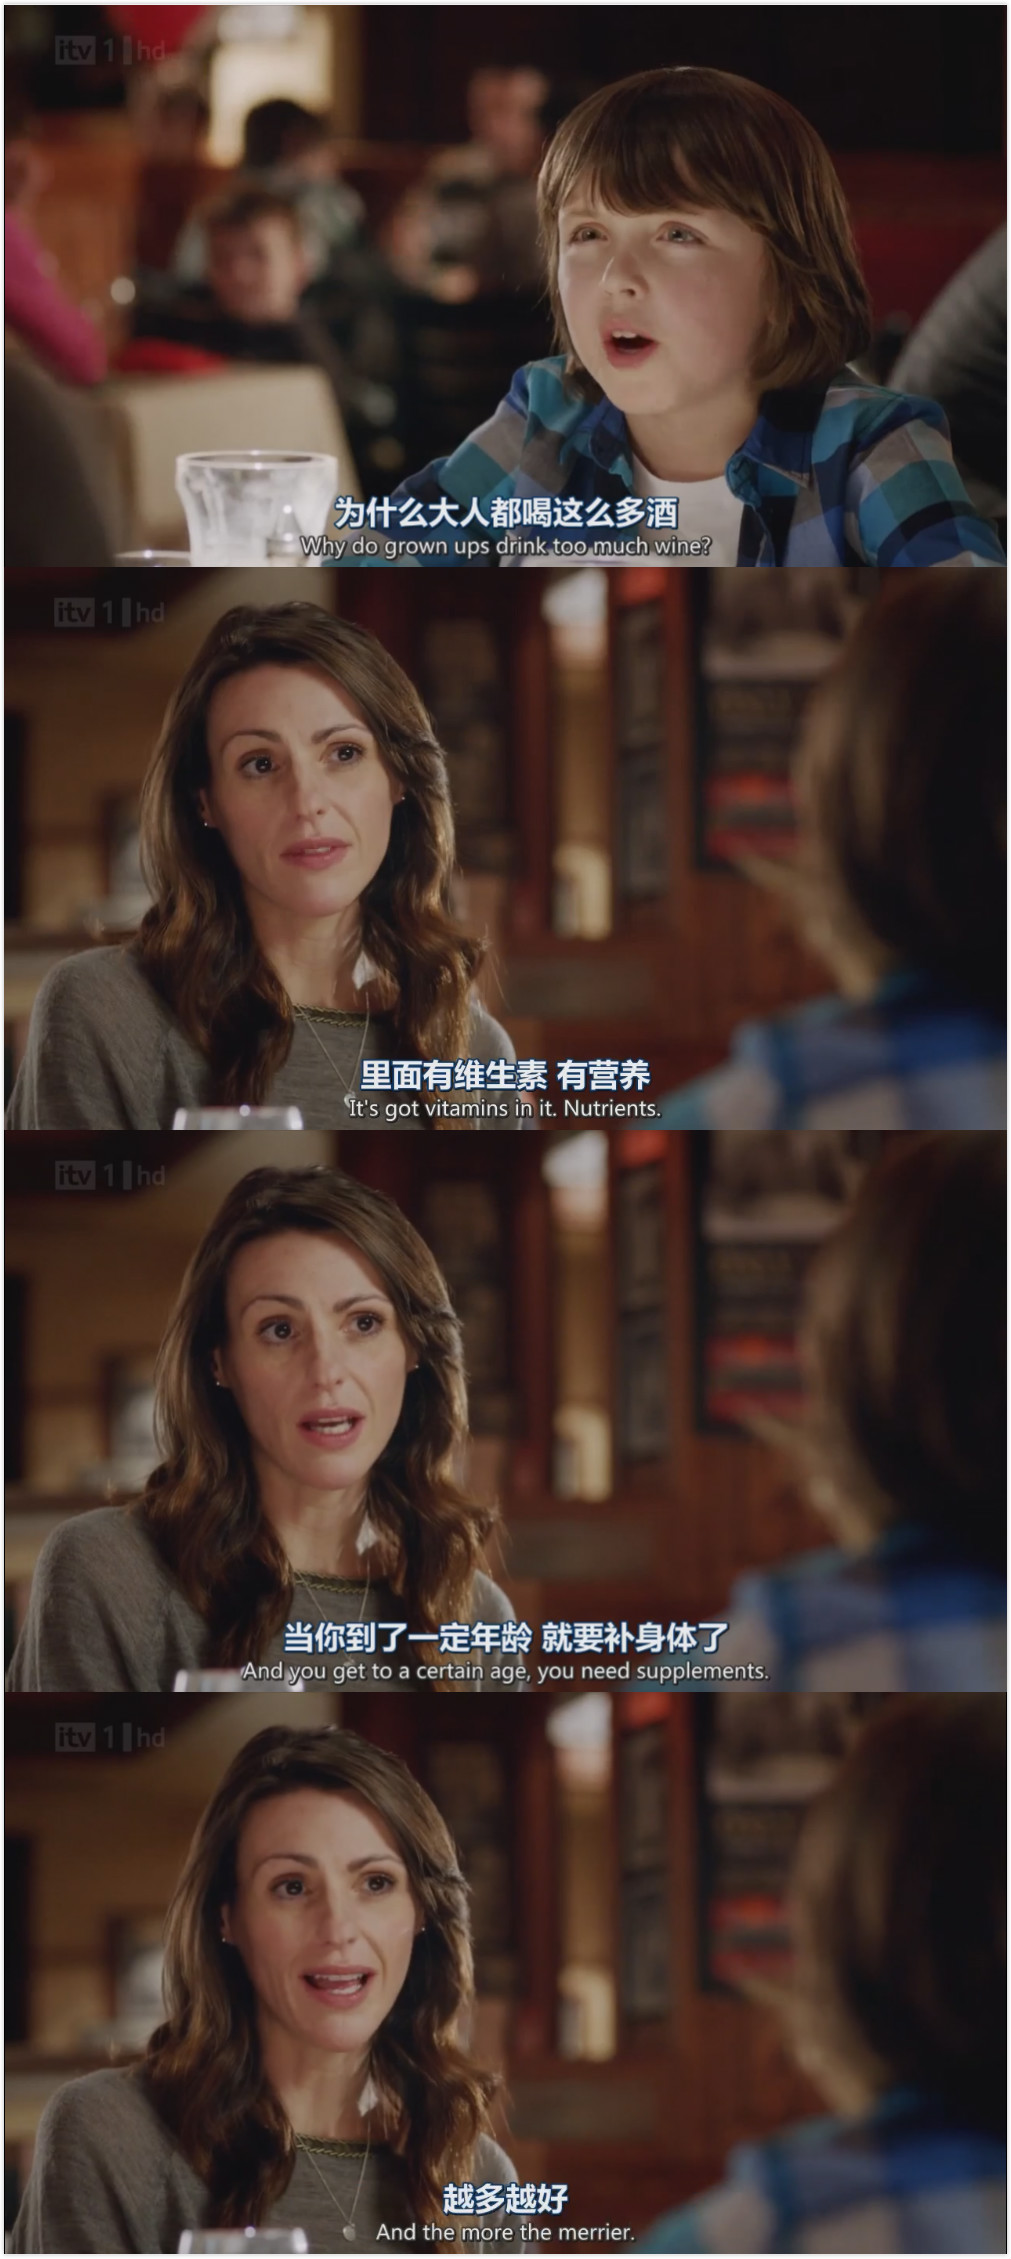 itv 1 hd
为什么大人都喝这么多酒
Why do grown ups drink too much wine?
itv 1 hd
里面有维生素 有营养
It's got vitamins in it. Nutrients.
itv 1 hd
当你到了一定年龄 就要补身体了
And you get to a certain age, you need supplements.
itv 1 hd
越多越好
And the more the merrier.